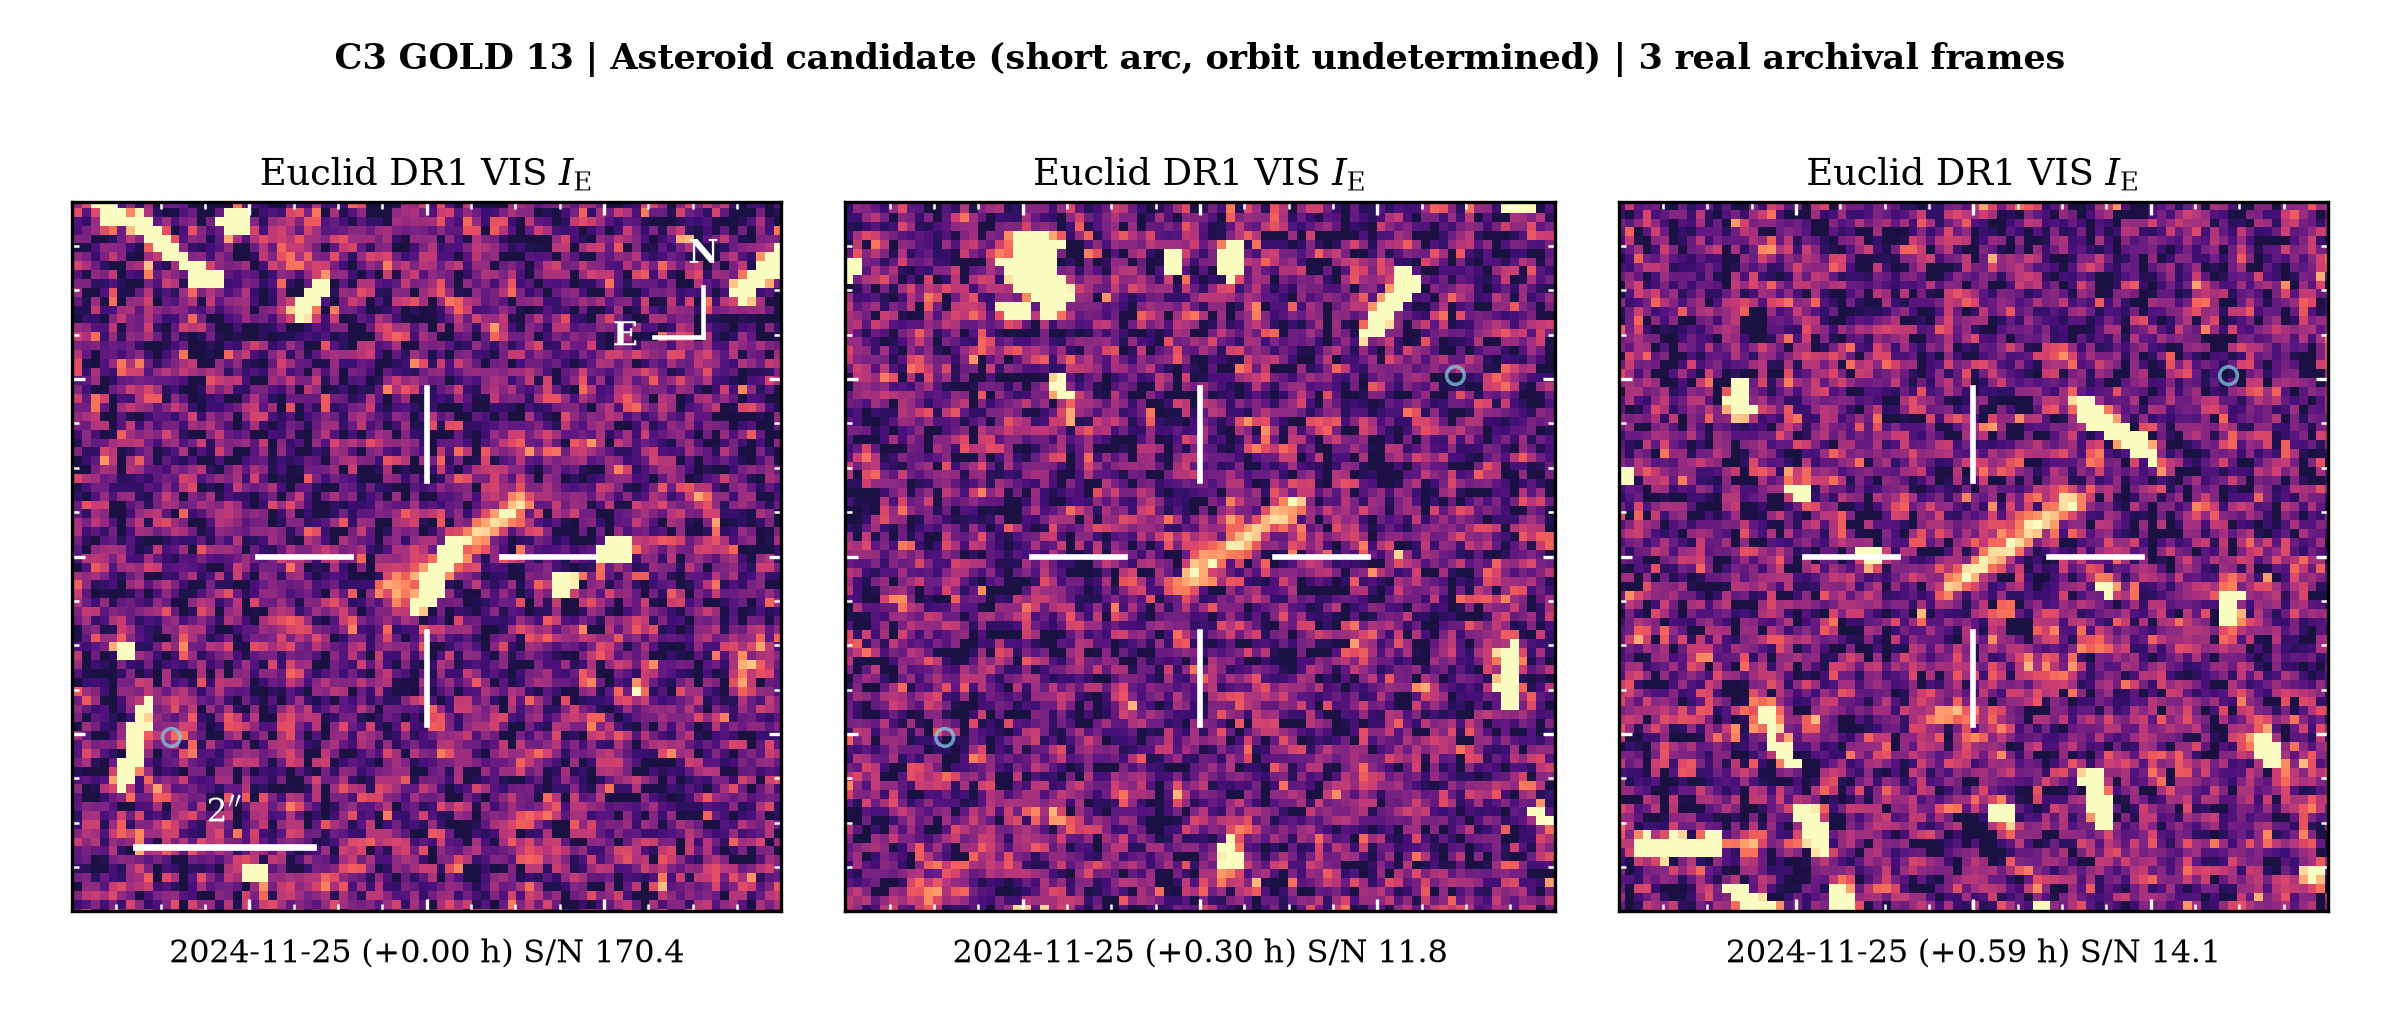 C3 GOLD 13 | Asteroid candidate (short arc, orbit undetermined) | 3 real archival frames
Euclid DR1 VIS I_E
Euclid DR1 VIS I_E
Euclid DR1 VIS I_E
N
E
2″
2024-11-25 (+0.00 h) S/N 170.4
2024-11-25 (+0.30 h) S/N 11.8
2024-11-25 (+0.59 h) S/N 14.1